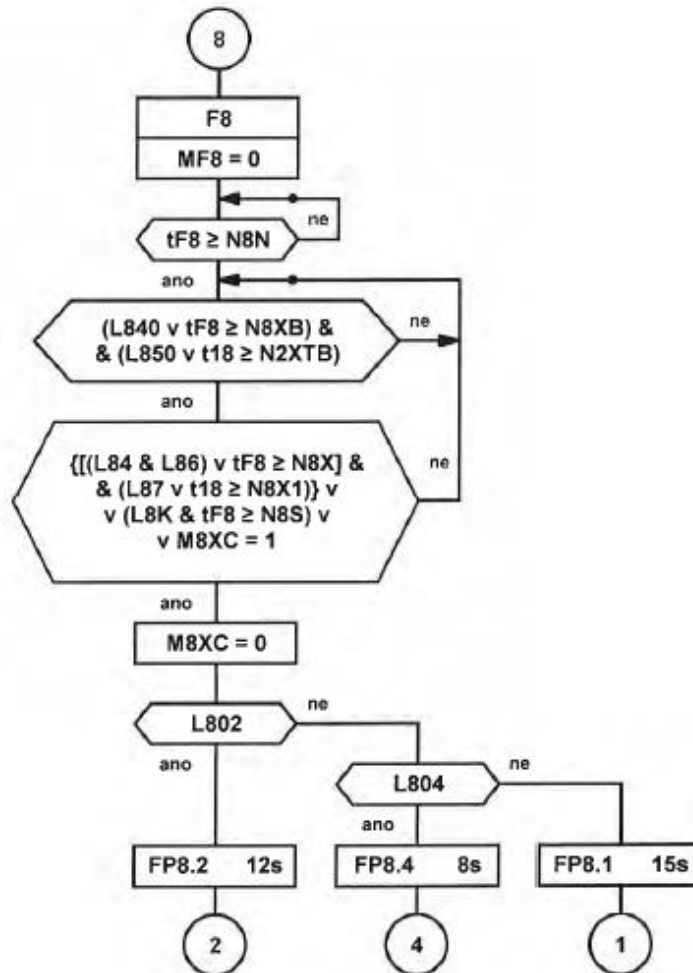 8
F8
MF8 = 0
ne
tF8 ≥ N8N
ano
(L840 v tF8 ≥ N8XB) &
& (L850 v t18 ≥ N2XTB)
ne
ano
{[(L84 & L86) v tF8 ≥ N8X] &
& (L87 v t18 ≥ N8X1)} v
v (L8K & tF8 ≥ N8S) v
v M8XC = 1
ne
ano
M8XC = 0
L802
ne
ano
L804
ne
ano
FP8.2 12s
FP8.4 8s
FP8.1 15s
2
4
1